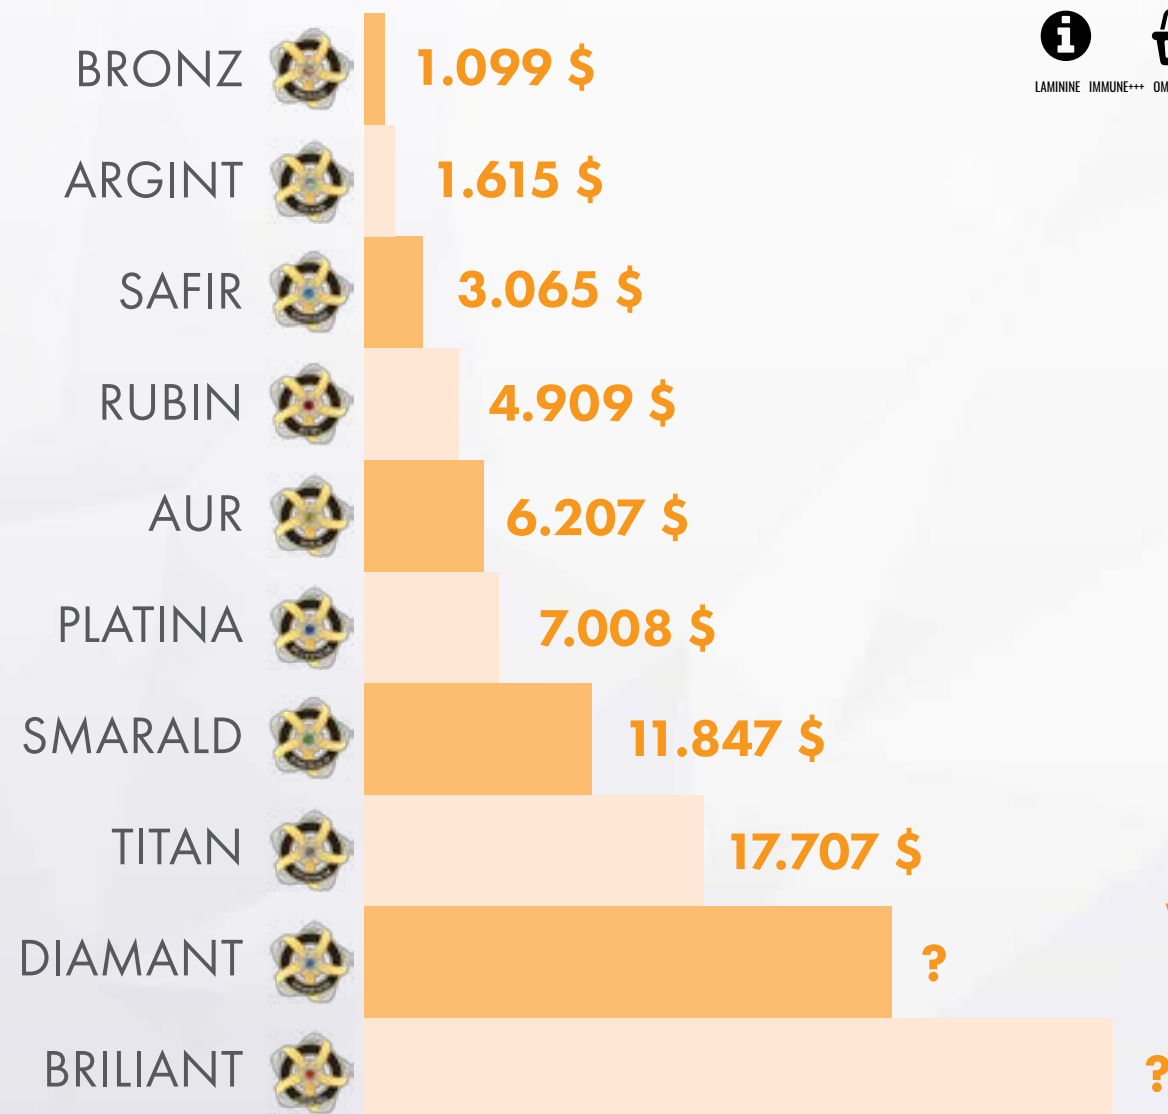 BRONZ 1.099 $
LAMININE IMMUNE+++
ARGINT 1.615 $
SAFIR 3.065 $
RUBIN 4.909 $
AUR 6.207 $
PLATINA 7.008 $
SMARALD 11.847 $
TITAN 17.707 $
DIAMANT ?
BRILIANT ?